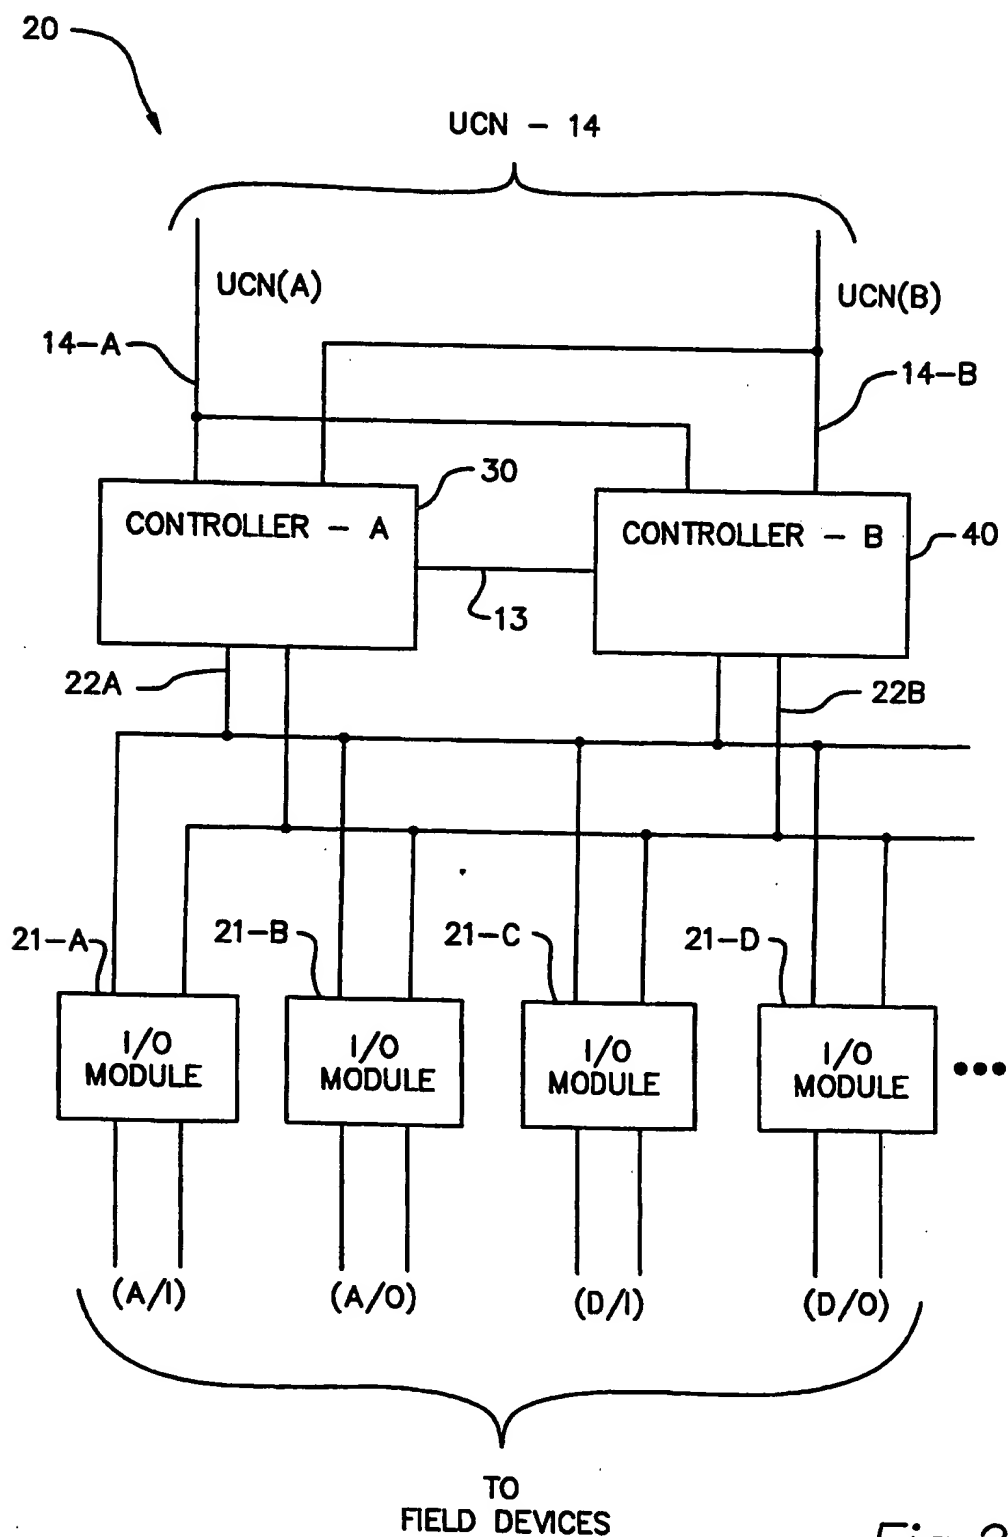 20
UCN - 14
UCN(A)
UCN(B)
14-A
14-B
30
CONTROLLER - A
CONTROLLER - B
40
13
22A
22B
21-A
21-B
21-C
21-D
I/O
MODULE
I/O
MODULE
I/O
MODULE
I/O
MODULE
(A/I)
(A/O)
(D/I)
(D/O)
TO
FIELD DEVICES